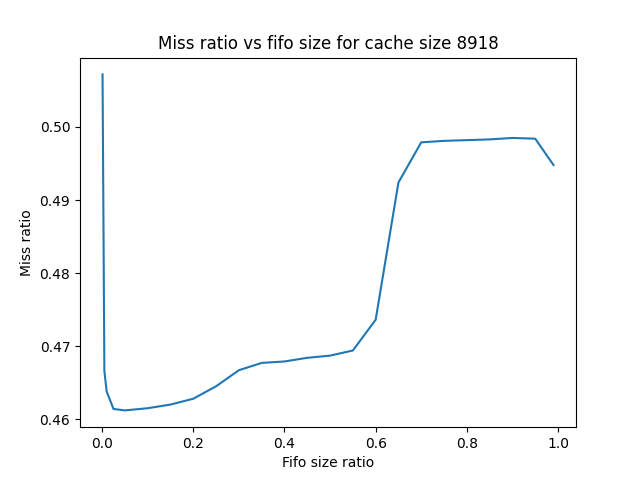 Miss ratio vs fifo size for cache size 8918
Miss ratio
0.50
0.49
0.48
0.47
0.46
0.0 0.2 0.4 0.6 0.8 1.0
Fifo size ratio